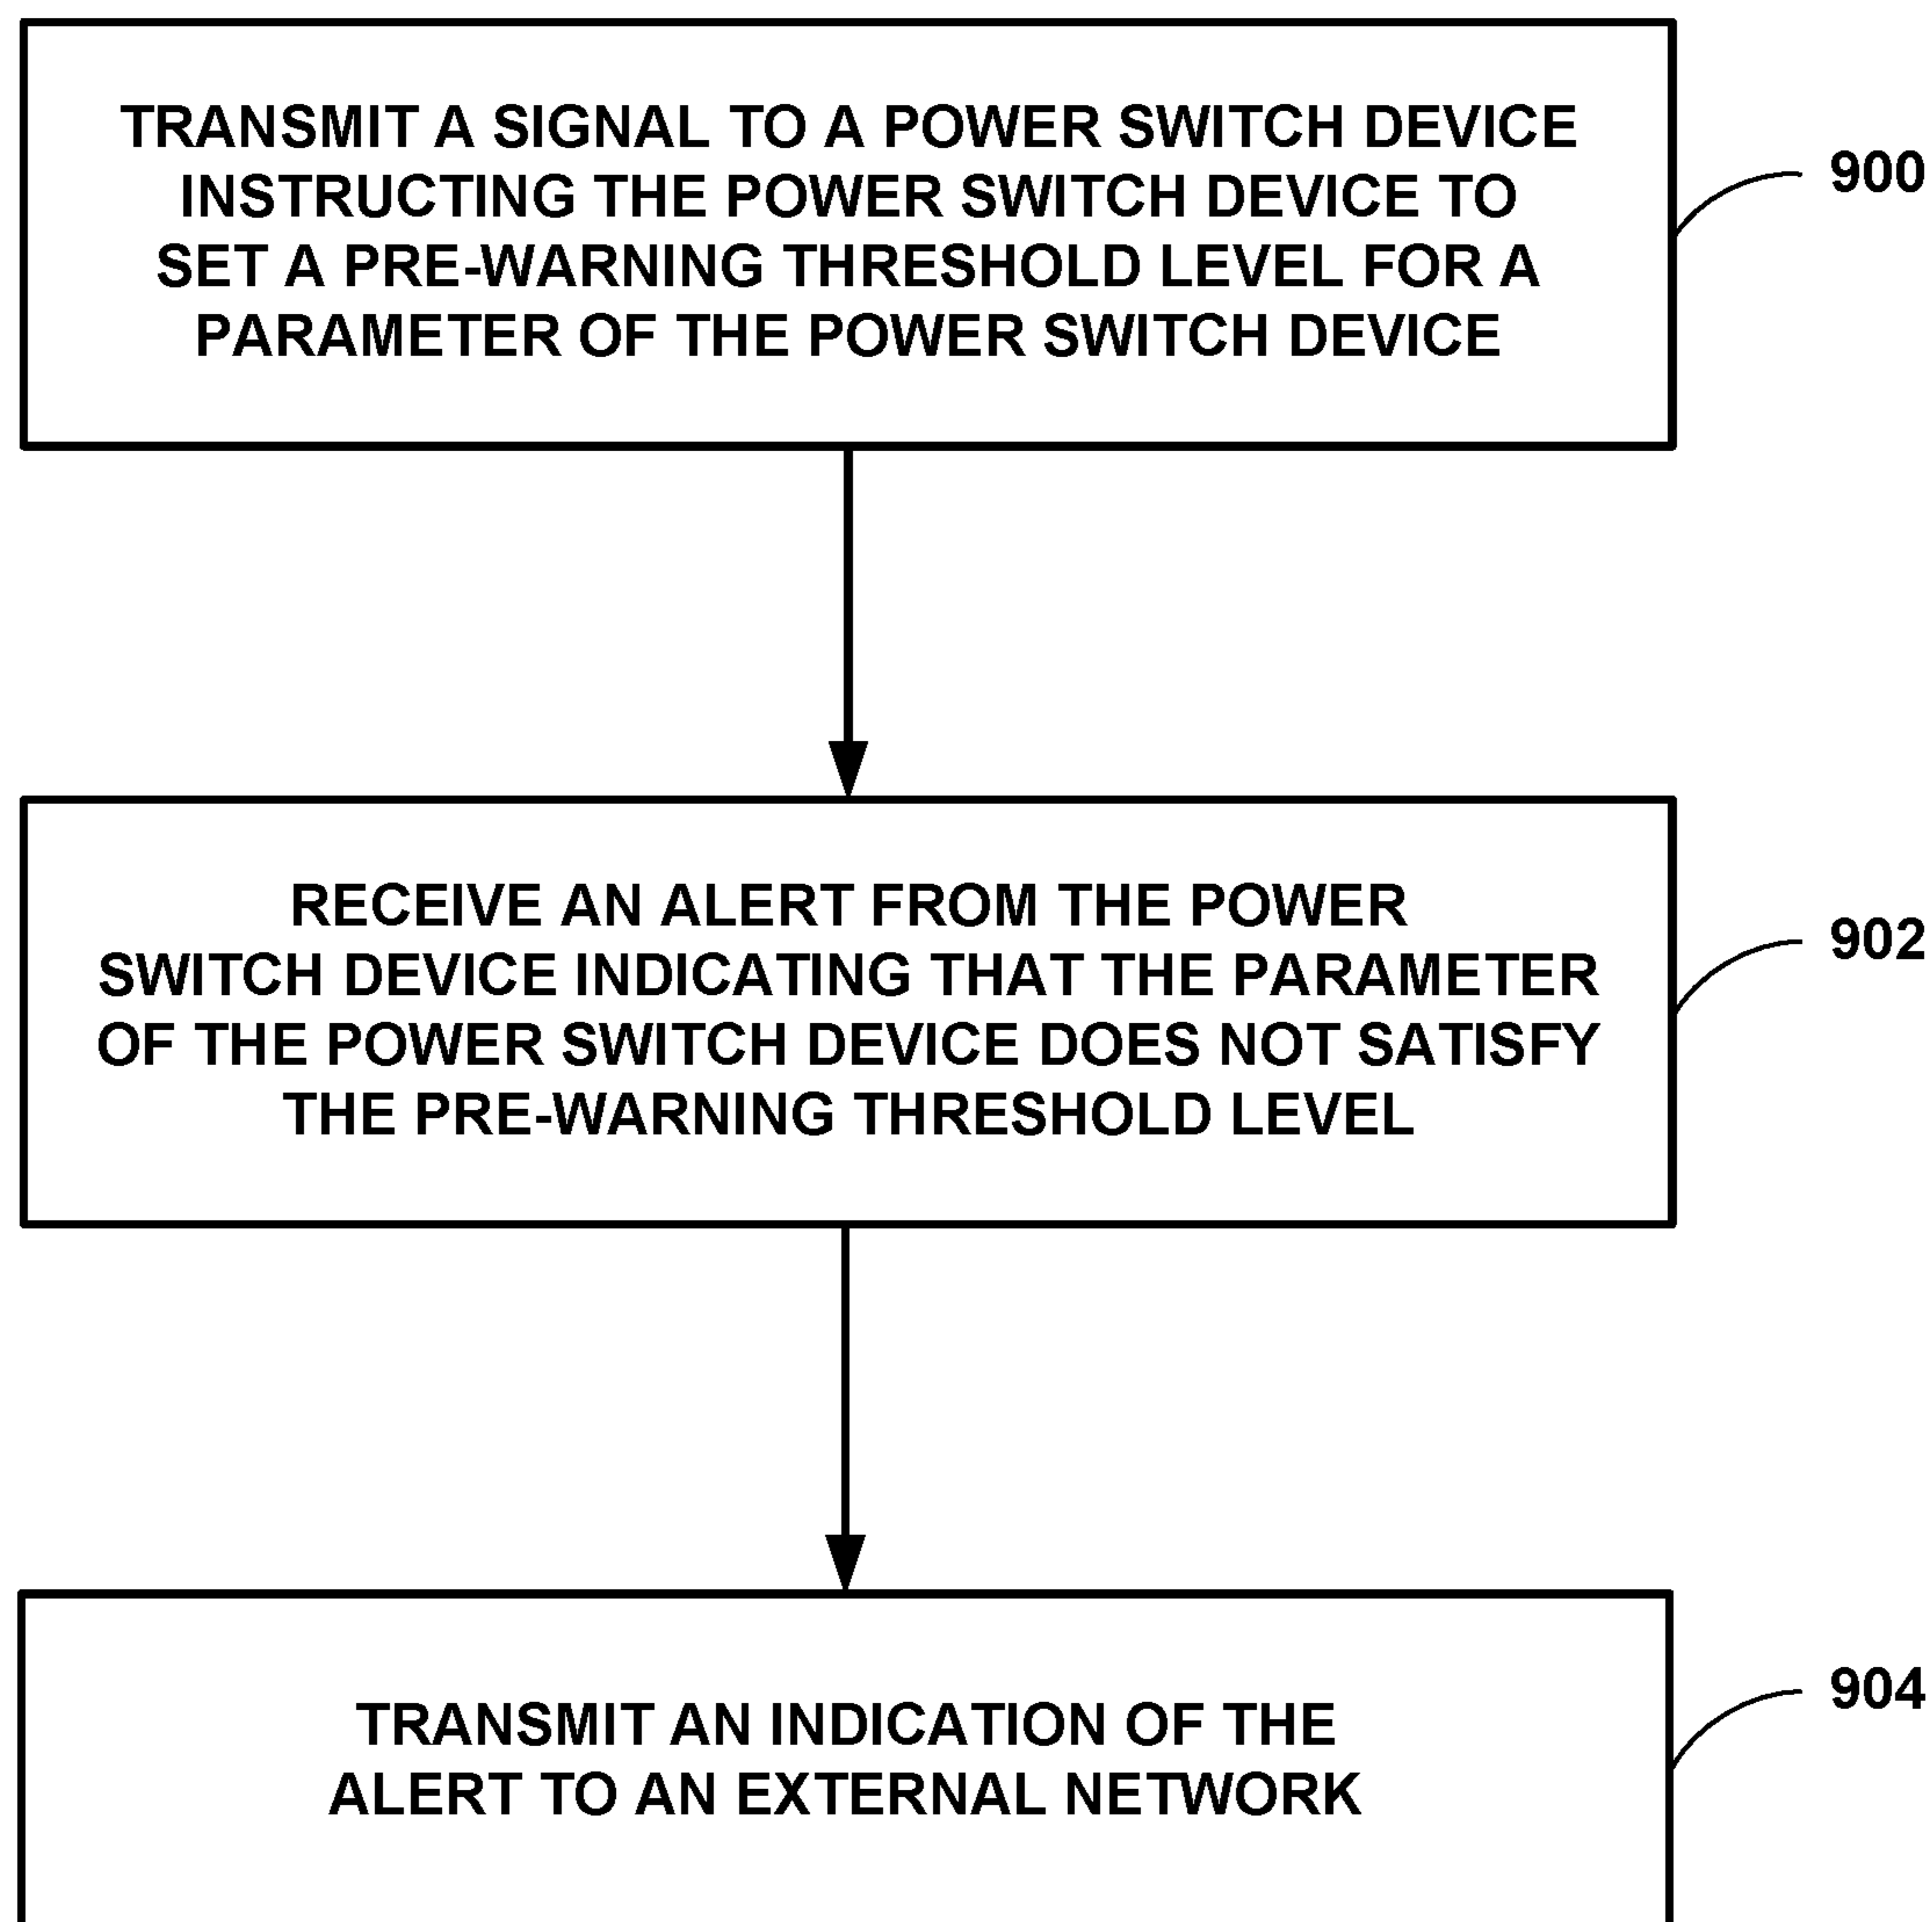 TRANSMIT A SIGNAL TO A POWER SWITCH DEVICE
INSTRUCTING THE POWER SWITCH DEVICE TO
SET A PRE-WARNING THRESHOLD LEVEL FOR A
PARAMETER OF THE POWER SWITCH DEVICE
900
RECEIVE AN ALERT FROM THE POWER
SWITCH DEVICE INDICATING THAT THE PARAMETER
OF THE POWER SWITCH DEVICE DOES NOT SATISFY
THE PRE-WARNING THRESHOLD LEVEL
902
TRANSMIT AN INDICATION OF THE
ALERT TO AN EXTERNAL NETWORK
904